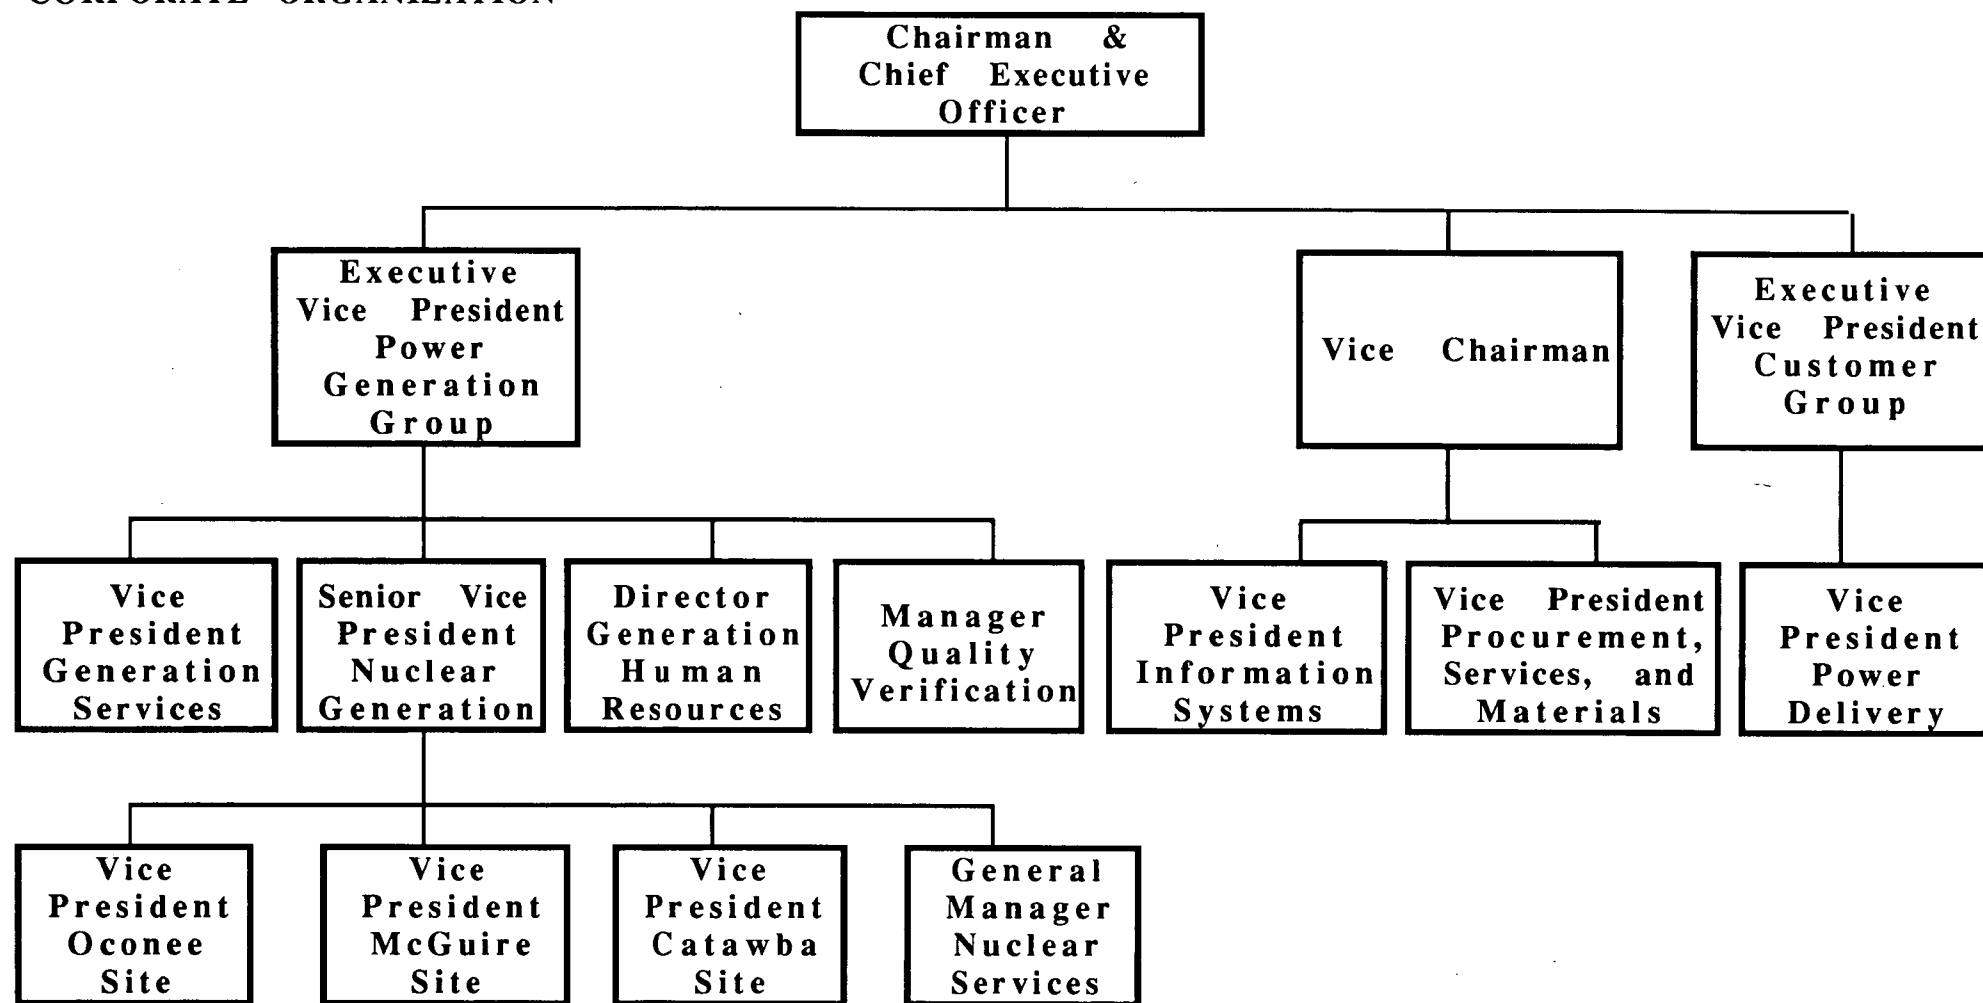 CORPORATE ORGANIZATION
Chairman &
Chief Executive
Officer
Executive
Vice President
Power
Generation
Group
Vice Chairman
Executive
Vice President
Customer
Group
Vice
President
Generation
Services
Senior Vice
President
Nuclear
Generation
Director
Generation
Human
Resources
Manager
Quality
Verification
Vice
President
Information
Systems
Vice President
Procurement,
Services, and
Materials
Vice
President
Power
Delivery
Vice
President
Oconee
Site
Vice
President
McGuire
Site
Vice
President
Catawba
Site
General
Manager
Nuclear
Services